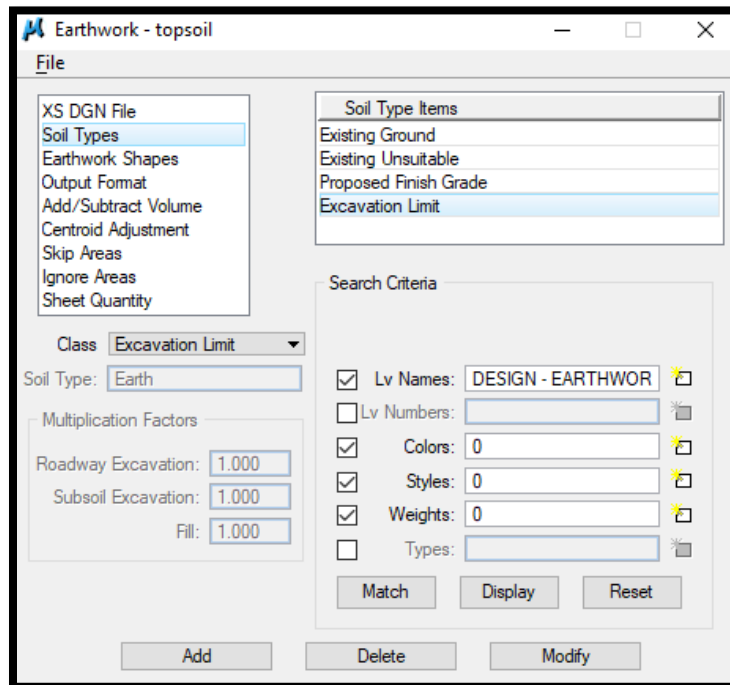 Earthwork - topsoil
File
XS DGN File
Soil Types
Earthwork Shapes
Output Format
Add/Subtract Volume
Centroid Adjustment
Skip Areas
Ignore Areas
Sheet Quantity
Soil Type Items
Existing Ground
Existing Unsuitable
Proposed Finish Grade
Excavation Limit
Class Excavation Limit
Soil Type: Earth
Multiplication Factors
Roadway Excavation: 1.000
Subsoil Excavation: 1.000
Fill: 1.000
Search Criteria
Lv Names: DESIGN - EARTHWOR
Lv Numbers:
Colors: 0
Styles: 0
Weights: 0
Types:
Match Display Reset
Add Delete Modify